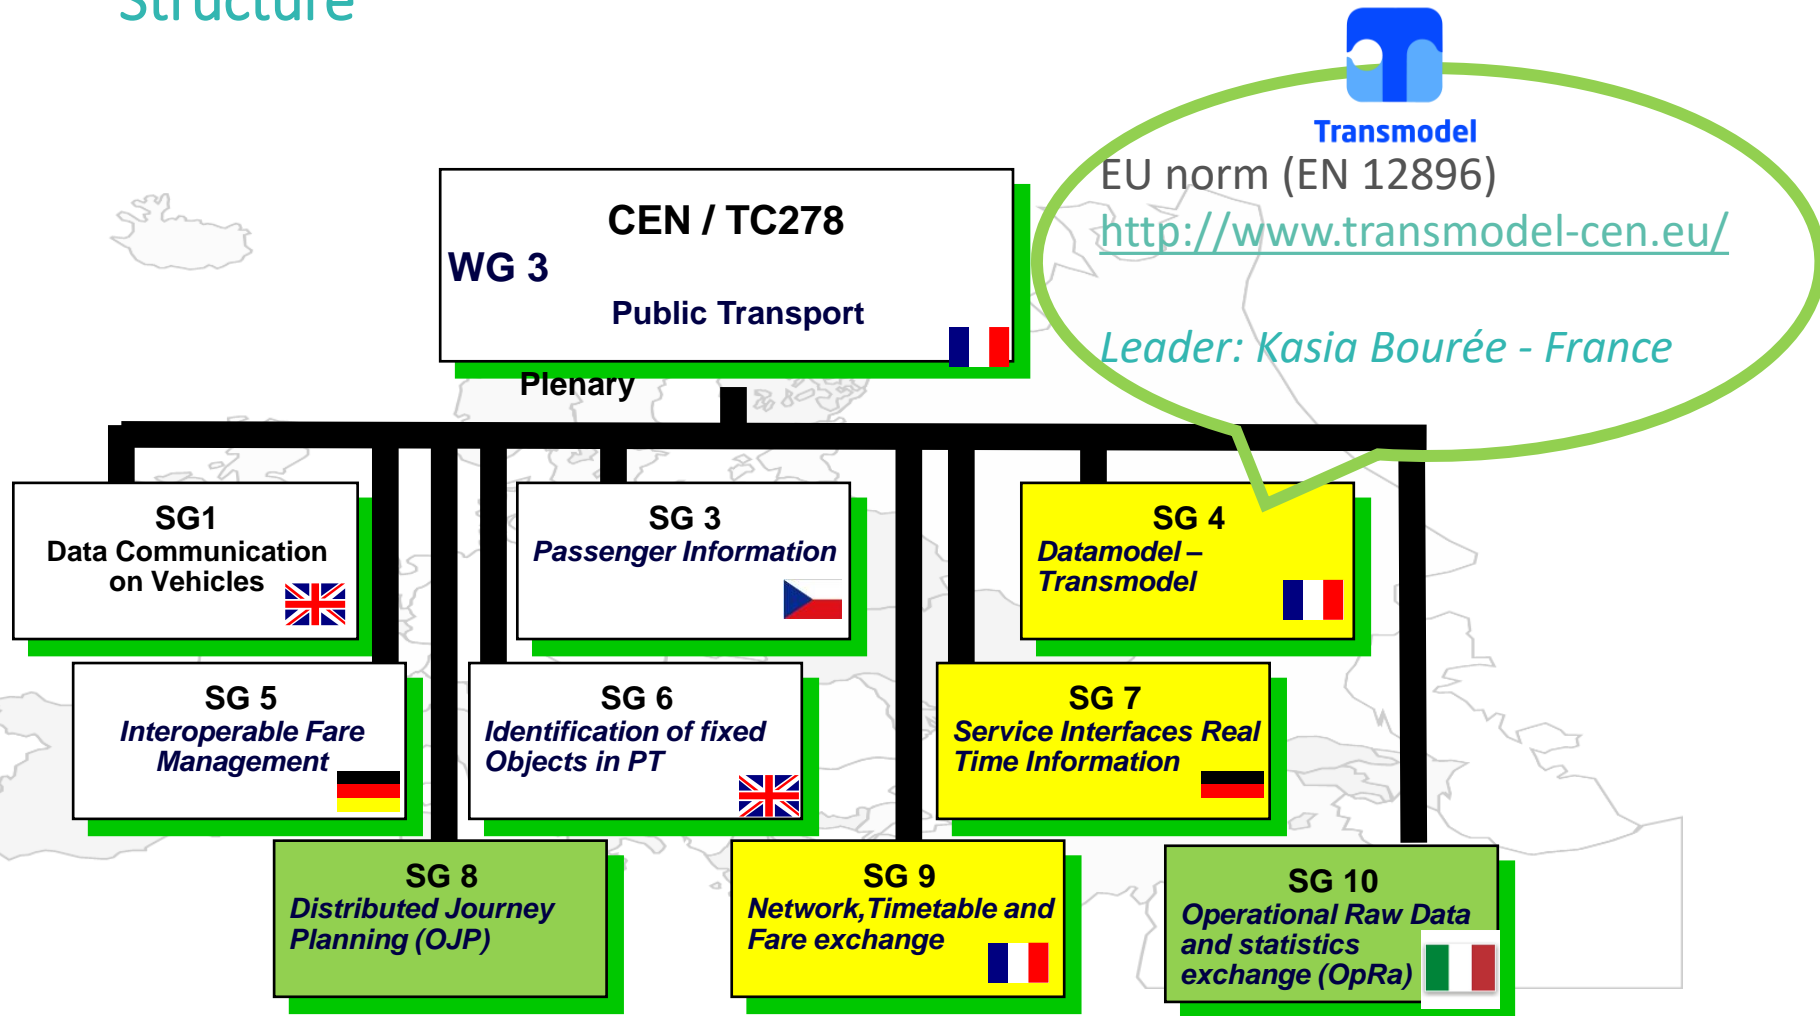 Structure
Transmodel
EU norm (EN 12896)
http://www.transmodel-cen.eu/
Leader: Kasia Bourée - France
CEN / TC278
WG 3
Public Transport
Plenary
SG1
Data Communication
on Vehicles
SG 3
Passenger Information
SG 4
Datamodel –
Transmodel
SG 5
Interoperable Fare
Management
SG 6
Identification of fixed
Objects in PT
SG 7
Service Interfaces Real
Time Information
SG 8
Distributed Journey
Planning (OJP)
SG 9
Network,Timetable and
Fare exchange
SG 10
Operational Raw Data
and statistics
exchange (OpRa)